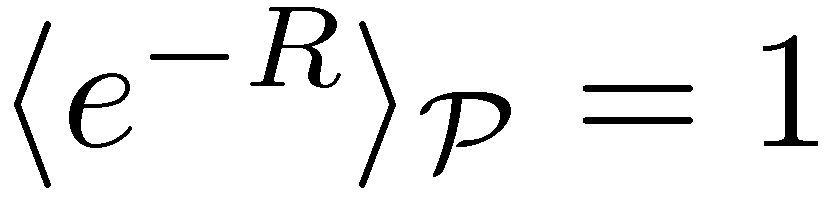 ⟨e^{-R}⟩_𝒫 = 1